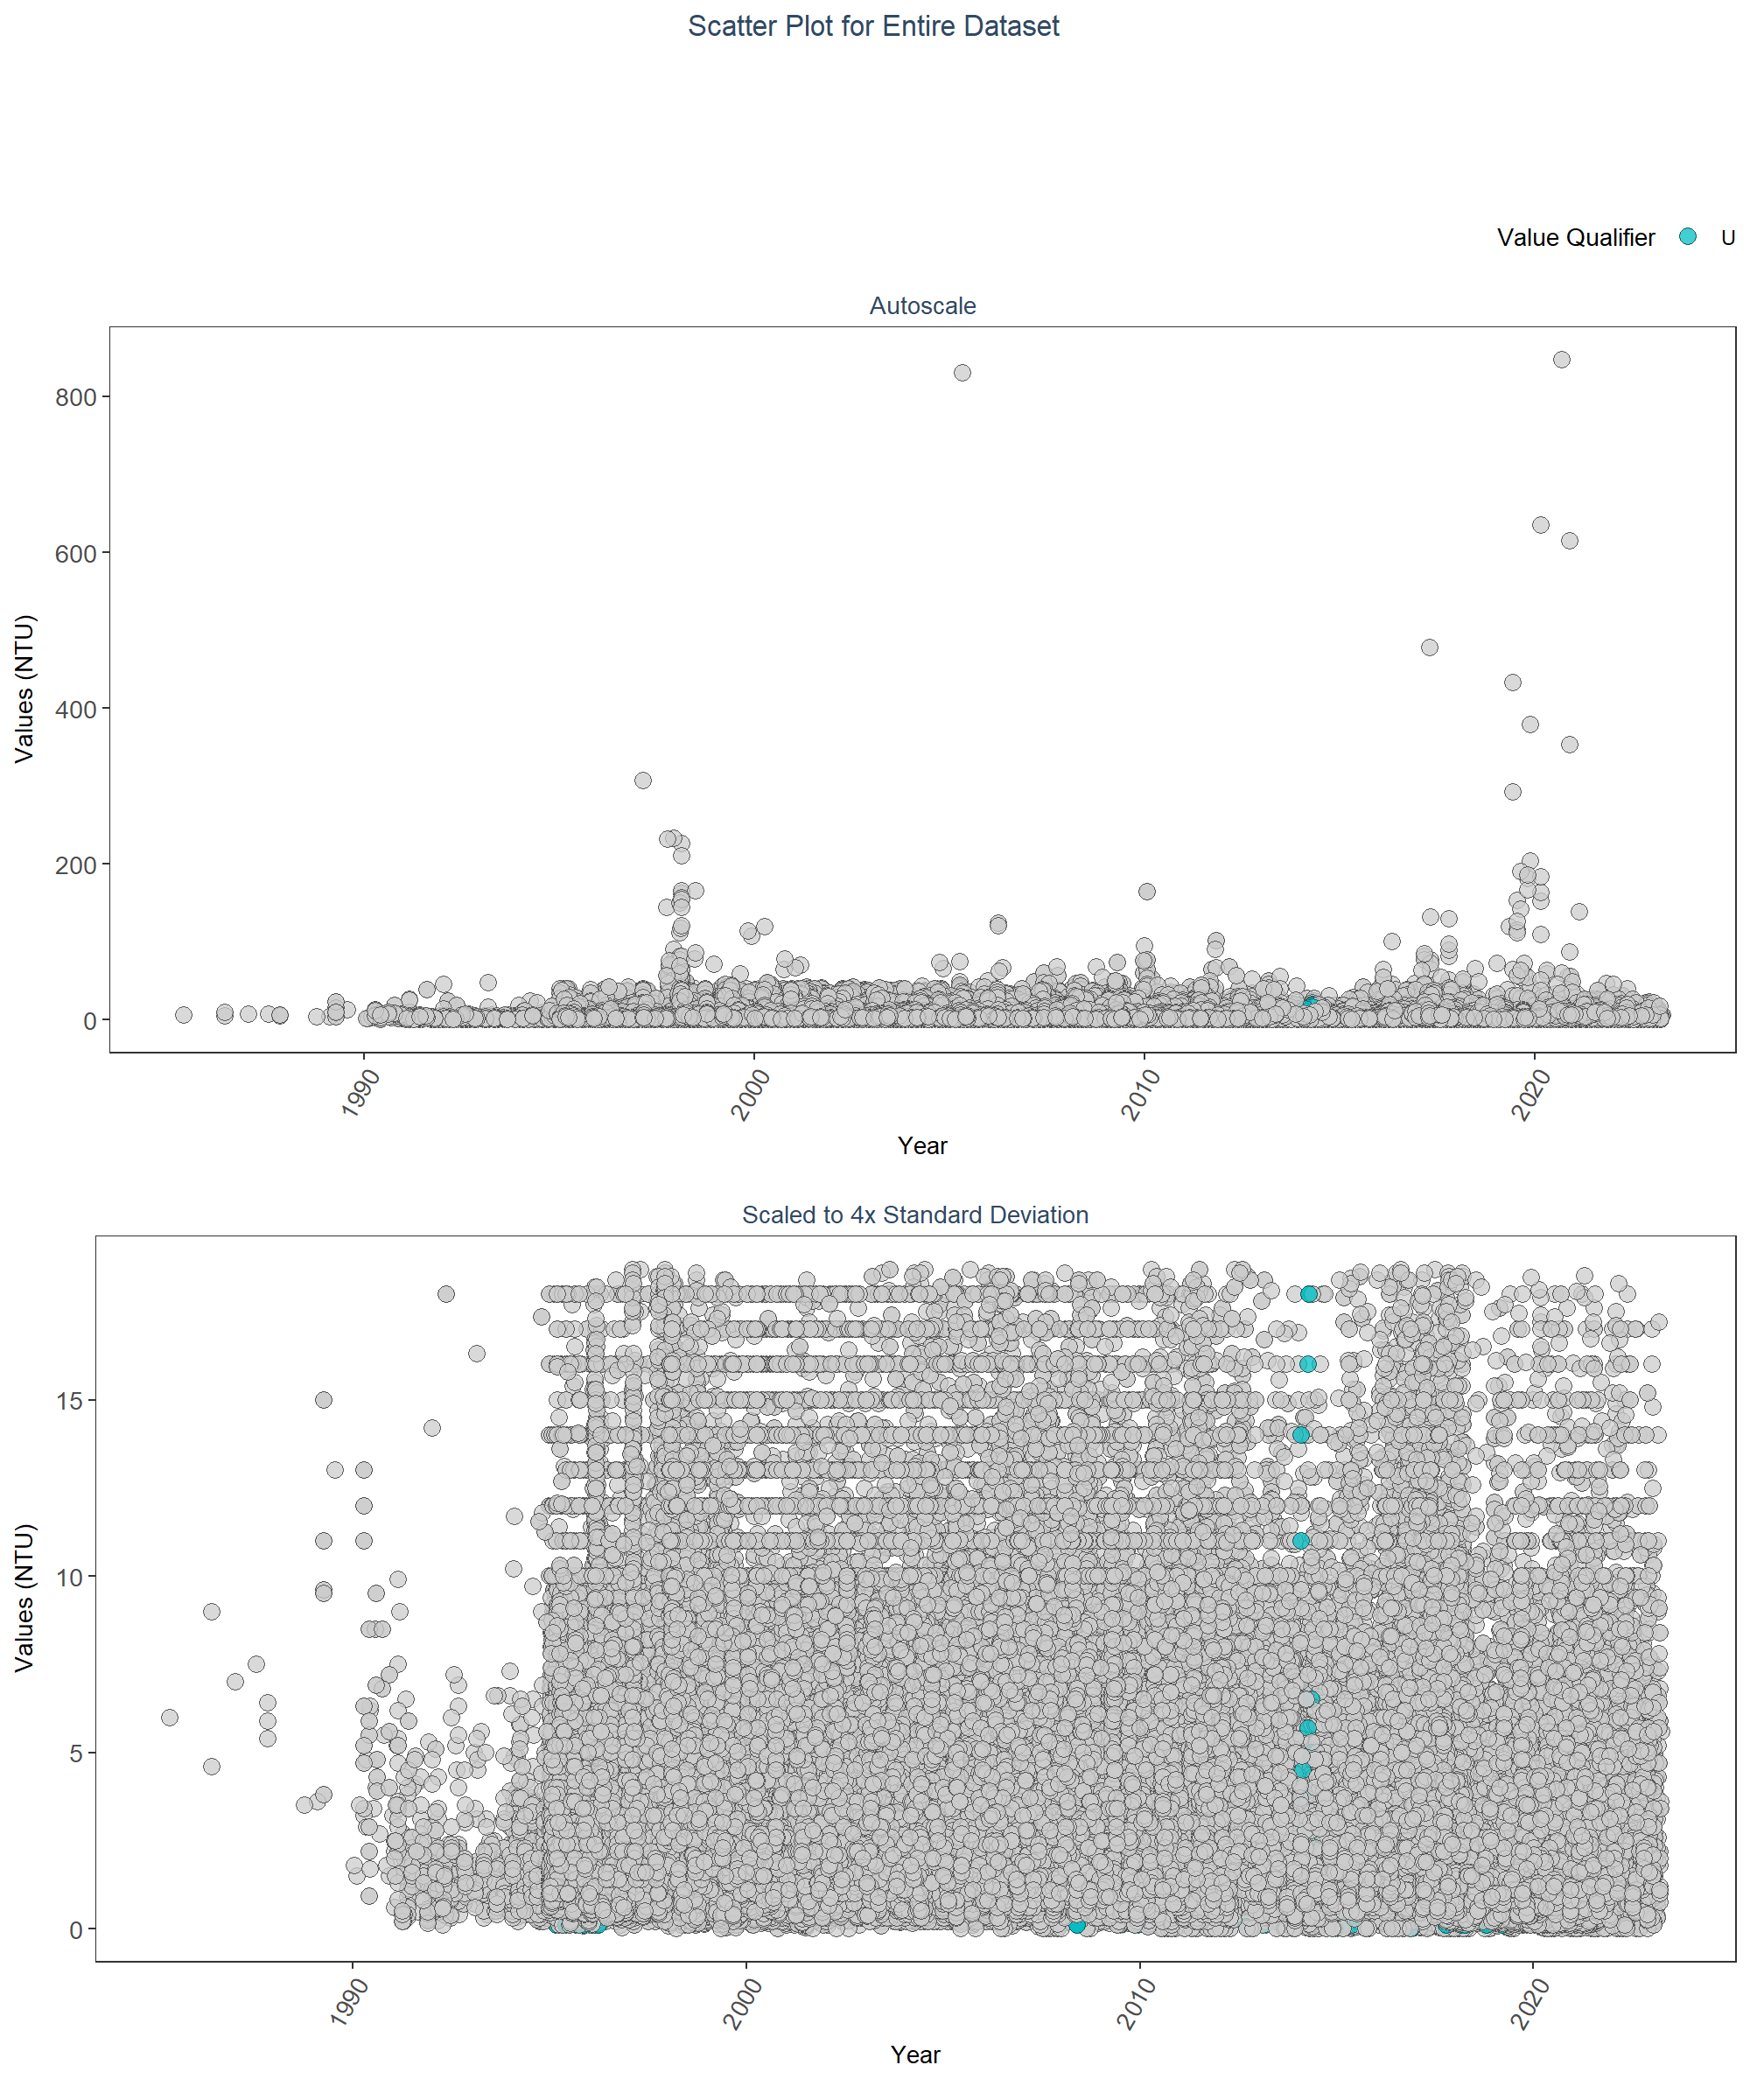 Scatter Plot for Entire Dataset
Value Qualifier U
Autoscale
800
600
400
200
0
Values (NTU)
1990 2000 2010 2020
Year
Scaled to 4x Standard Deviation
15
10
5
0
Values (NTU)
1990 2000 2010 2020
Year